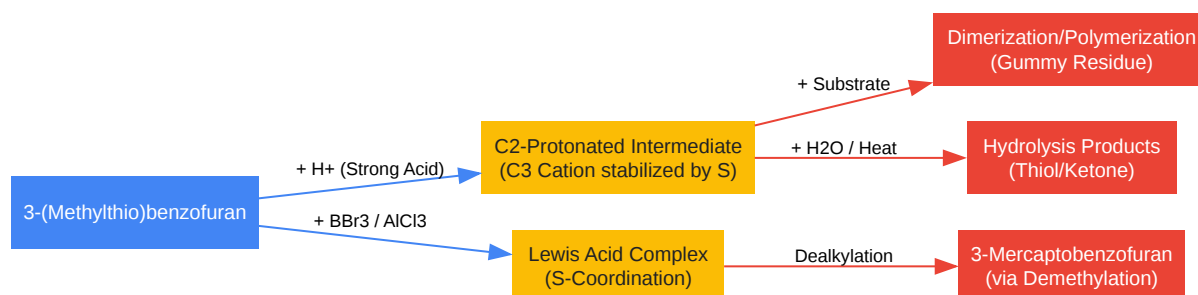 Dimerization/Polymerization
(Gummy Residue)
+ Substrate
C2-Protonated Intermediate
(C3 Cation stabilized by S)
+ H2O / Heat
Hydrolysis Products
(Thiol/Ketone)
+ H+ (Strong Acid)
3-(Methylthio)benzofuran
+ BBr3 / AlCl3
Lewis Acid Complex
(S-Coordination)
Dealkylation
3-Mercaptobenzofuran
(via Demethylation)